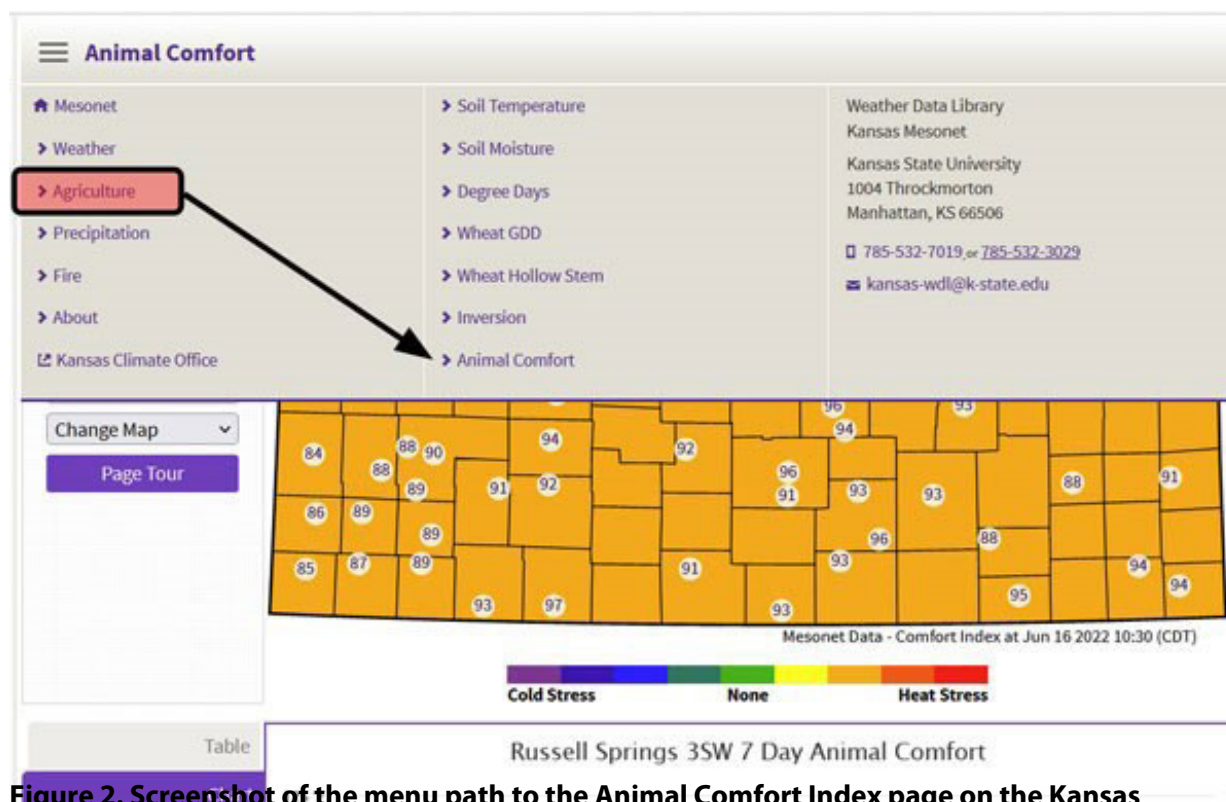 Animal Comfort
Mesonet
Weather
Agriculture
Precipitation
Fire
About
Kansas Climate Office
Soil Temperature
Soil Moisture
Degree Days
Wheat GDD
Wheat Hollow Stem
Inversion
Animal Comfort
Weather Data Library
Kansas Mesonet
Kansas State University
1004 Throckmorton
Manhattan, KS 66506
785-532-7019 or 785-532-3029
kansas-wdl@k-state.edu
Change Map
Page Tour
96 93
94 94
84 88 90 92
88 96
89 91 92 91 93 93 88 91
86 89
89 96 88
85 87 89 91 93 94
94
93 97 93 95
Mesonet Data - Comfort Index at Jun 16 2022 10:30 (CDT)
Cold Stress None Heat Stress
Table
Russell Springs 3SW 7 Day Animal Comfort
Figure 2. Screenshot of the menu path to the Animal Comfort Index page on the Kansas